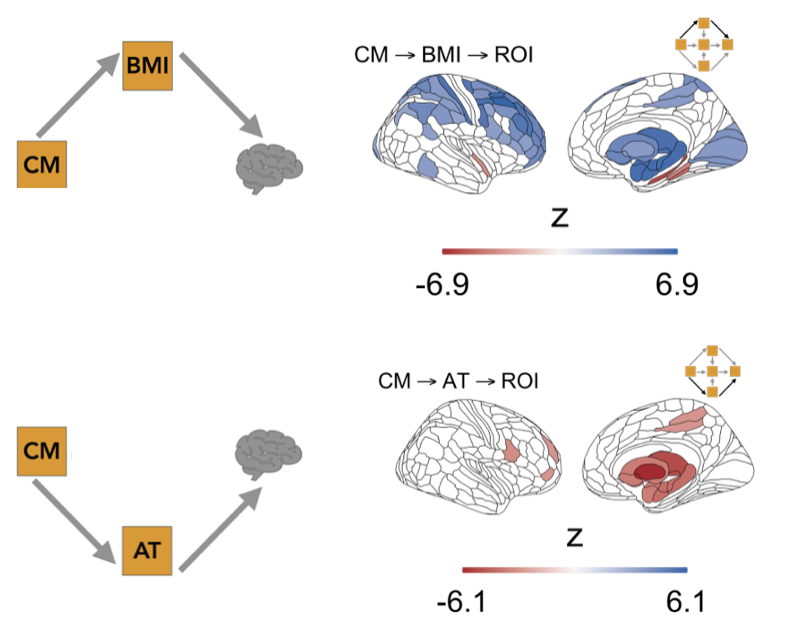 BMI
CM
CM → BMI → ROI
Z
-6.9 6.9
CM
AT
CM → AT → ROI
Z
-6.1 6.1